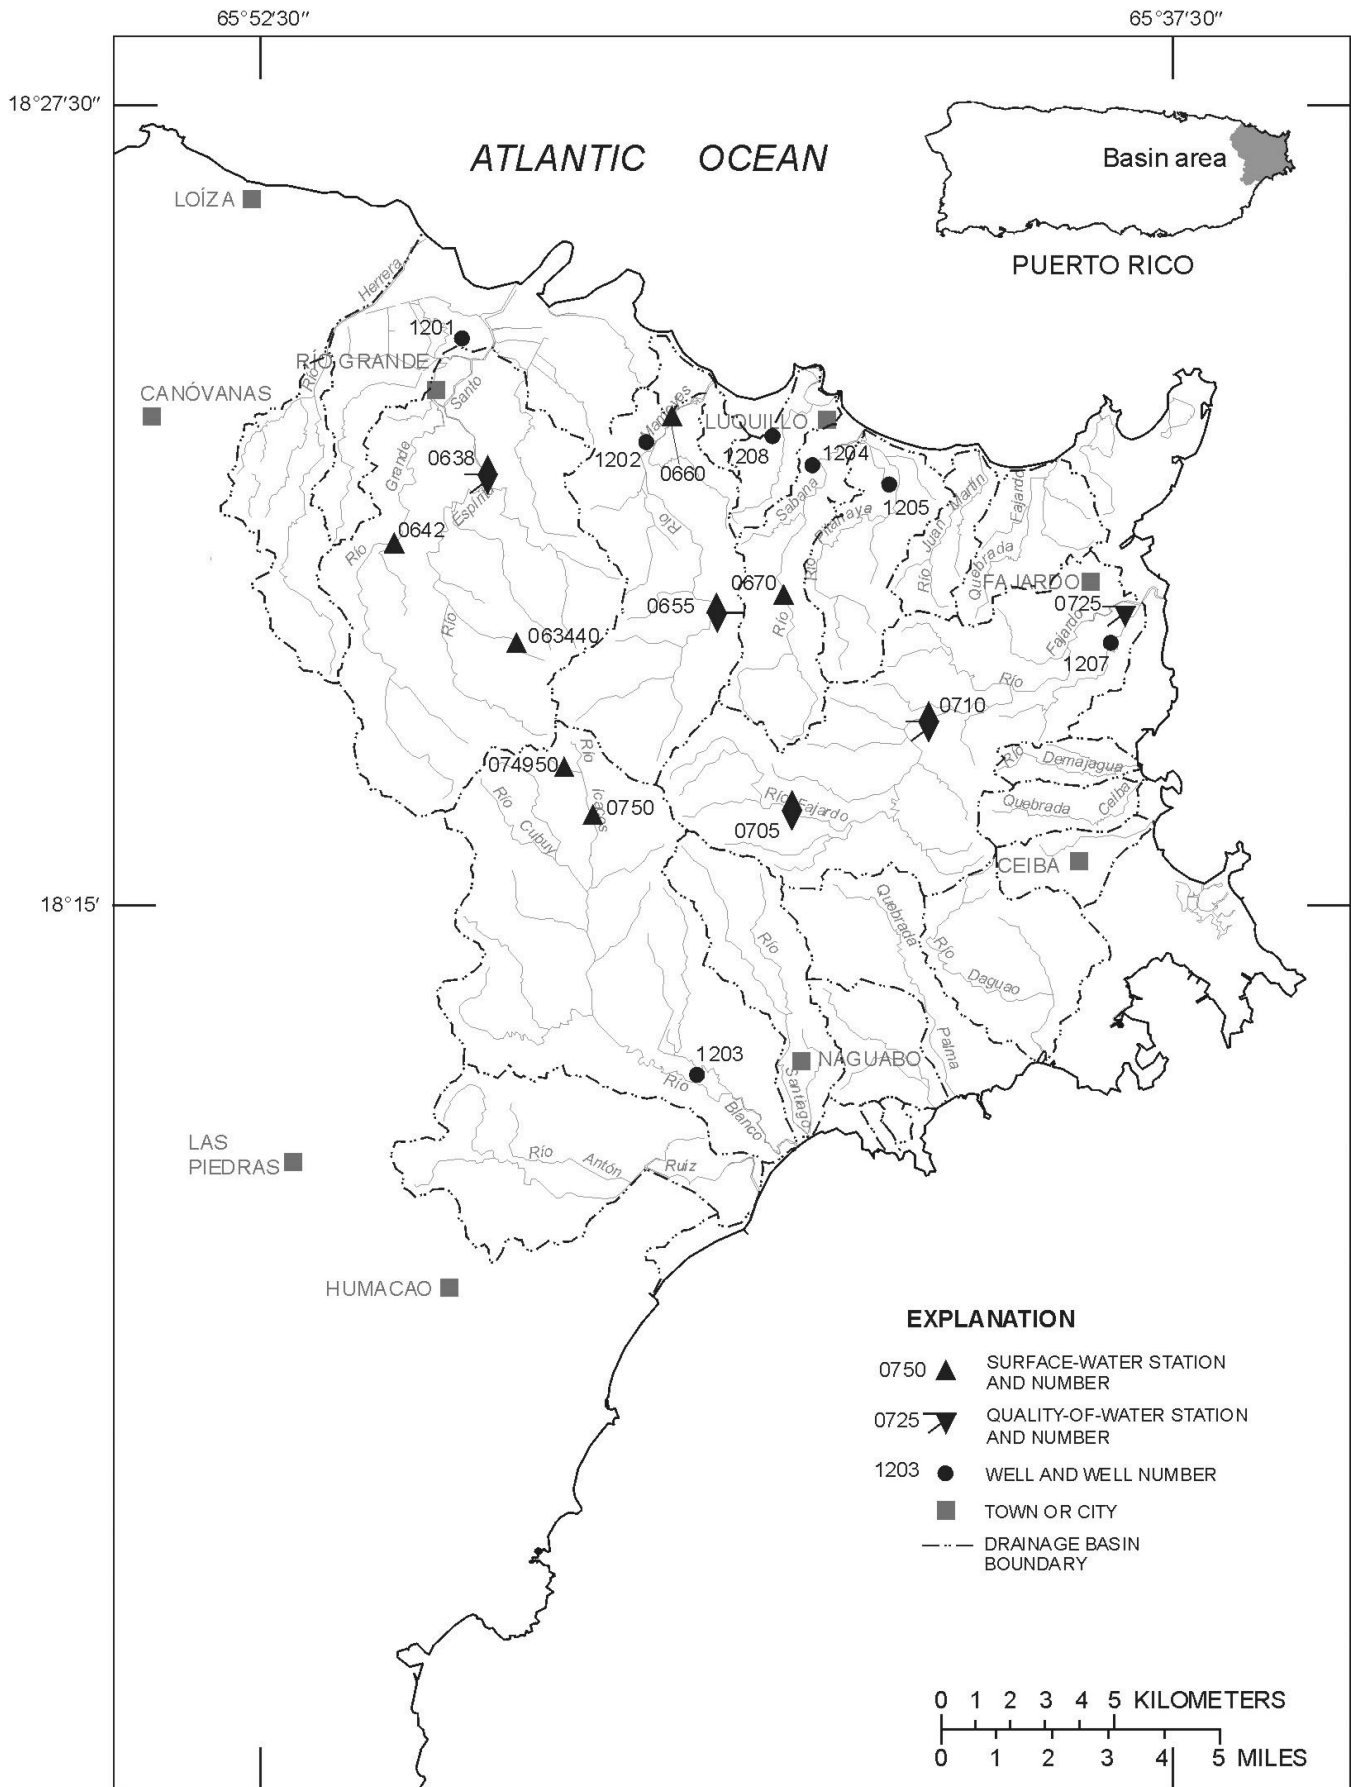 65°52'30"
65°37'30"
18°27'30"
ATLANTIC OCEAN
Basin area
PUERTO RICO
LOÍZA
Herrera
Río
1201
RÍO GRANDE
CANÓVANAS
Santo
Grande
0638
Espíritu
0642
Río
Río
063440
Mameyes
1202
0660
Río
0655
LUQUILLO
1208
1204
Sabana
0670
Río
1205
Pitahaya
Río
Juan Martín
Río
Fajardo
Quebrada
FAJARDO
0725
Fajardo
1207
Río
0710
Río
Demajagua
Quebrada
Ceiba
CEIBA
074950
Río
Icacos
0750
Río
Cubuy
Río Fajardo
0705
18°15'
Quebrada
Palma
Río
Daguao
Río
Santiago
NAGUABO
1203
Río
Blanco
LAS
PIEDRAS
Río
Antón
Ruiz
HUMACAO
EXPLANATION
0750 SURFACE-WATER STATION
AND NUMBER
0725 QUALITY-OF-WATER STATION
AND NUMBER
1203 WELL AND WELL NUMBER
TOWN OR CITY
DRAINAGE BASIN
BOUNDARY
0 1 2 3 4 5 KILOMETERS
0 1 2 3 4 5 MILES